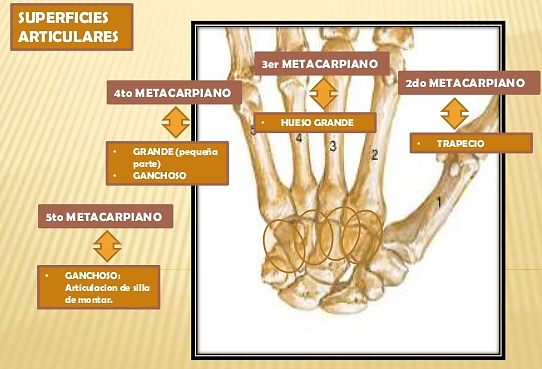 SUPERFICIES
ARTICULARES
3er METACARPIANO
2do METACARPIANO
4to METACARPIANO
• HUESO GRANDE
• TRAPECIO
• GRANDE (pequeña
parte)
• GANCHOSO
5to METACARPIANO
• GANCHOSO:
Articulacion de silla
de montar.
5
4
3
2
1